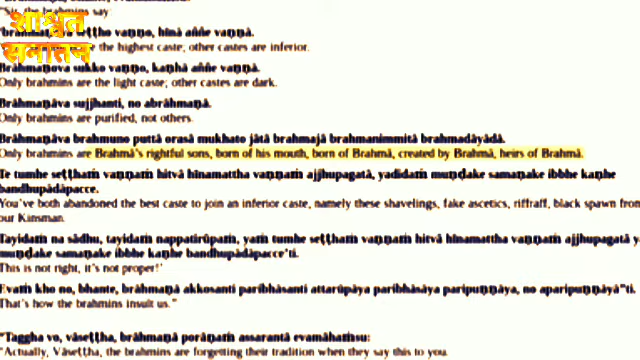 "Sir, the brahmins say:
शाश्वत
सनातन
seṭṭho vaṇṇo, hīnā aññe vaṇṇā.
the highest caste; other castes are inferior.
Brāhmaṇova sukko vaṇṇo, kaṇhā aññe vaṇṇā.
Only brahmins are the light caste; other castes are dark.
Brāhmaṇāva sujjhanti, no abrāhmaṇā.
Only brahmins are purified, not others.
Brāhmaṇāva brahmuno puttā orasā mukhato jātā brahmajā brahmanimmitā brahmadāyādā.
Only brahmins are Brahmā's rightful sons, born of his mouth, born of Brahmā, created by Brahmā, heirs of Brahmā.
Te tumhe seṭṭhaṁ vaṇṇaṁ hitvā hīnamattha vaṇṇaṁ ajjhupagatā, yadidaṁ muṇḍake samaṇake ibbhe kaṇhe
bandhupādāpacce.
You've both abandoned the best caste to join an inferior caste, namely these shavelings, fake ascetics, riffraff, black spawn from
our Kinsman.
Tayidaṁ na sādhu, tayidaṁ nappatirūpaṁ, yaṁ tumhe seṭṭhaṁ vaṇṇaṁ hitvā hīnamattha vaṇṇaṁ ajjhupagatā
muṇḍake samaṇake ibbhe kaṇhe bandhupādāpacce'ti.
This is not right, it's not proper!'
Evaṁ kho no, bhante, brāhmaṇā akkosanti paribhāsanti attarūpāya paribhāsāya paripuṇṇāya, no aparipuṇṇāyā"ti.
That's how the brahmins insult us."
"Taggha vo, vāseṭṭha, brāhmaṇā porāṇaṁ assarantā evamāhaṁsu:
"Actually, Vāseṭṭha, the brahmins are forgetting their tradition when they say this to you.